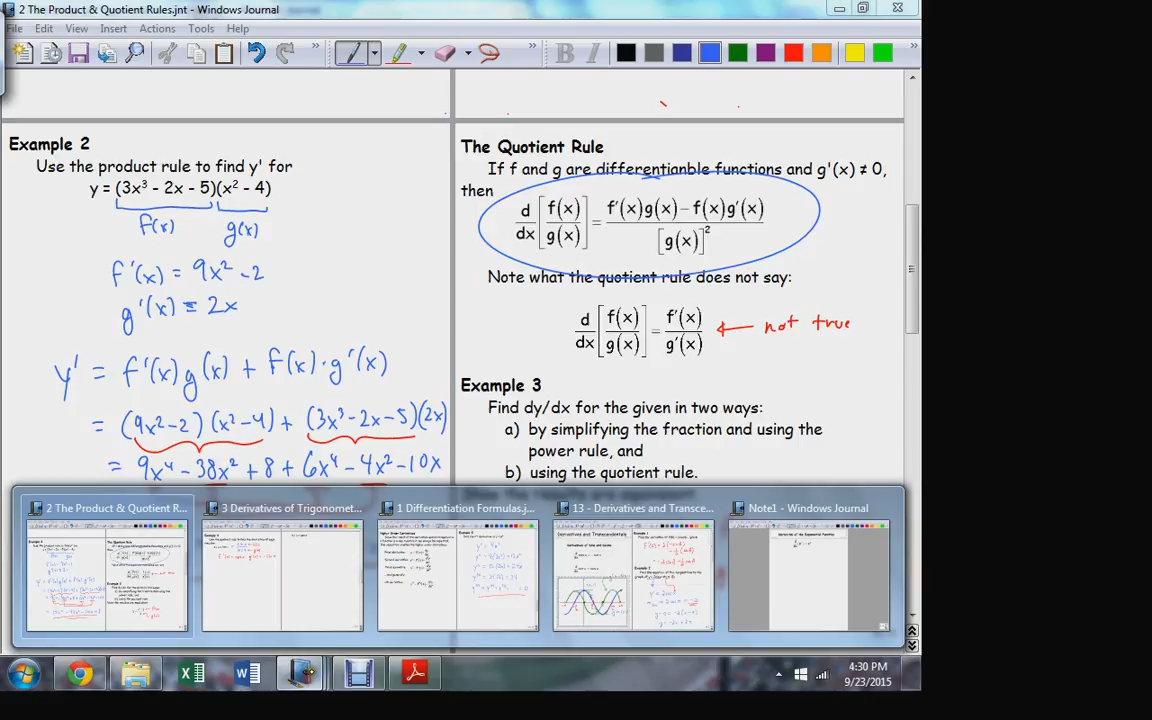 2 The Product & Quotient Rules.jnt - Windows Journal
File Edit View Insert Actions Tools Help
Example 2
Use the product rule to find y' for
y = (3x³ - 2x - 5)(x² - 4)
f(x) g(x)
f'(x) = 9x² - 2
g'(x) = 2x
y' = f'(x)g(x) + f(x)·g'(x)
= (9x²-2)(x²-4) + (3x³-2x-5)(2x)
= 9x⁴ - 38x² + 8 + 6x⁴ - 4x² - 10x
The Quotient Rule
If f and g are differentianble functions and g'(x) ≠ 0,
then
d/dx [f(x)/g(x)] = f'(x)g(x) - f(x)g'(x) / [g(x)]²
Note what the quotient rule does not say:
d/dx [f(x)/g(x)] = f'(x)/g'(x) ← not true
Example 3
Find dy/dx for the given in two ways:
a) by simplifying the fraction and using the
power rule, and
b) using the quotient rule.
2 The Product & Quotient R...
3 Derivatives of Trigonomet...
1 Differentiation Formulas.j...
13 - Derivatives and Transce...
Note1 - Windows Journal
4:30 PM
9/23/2015